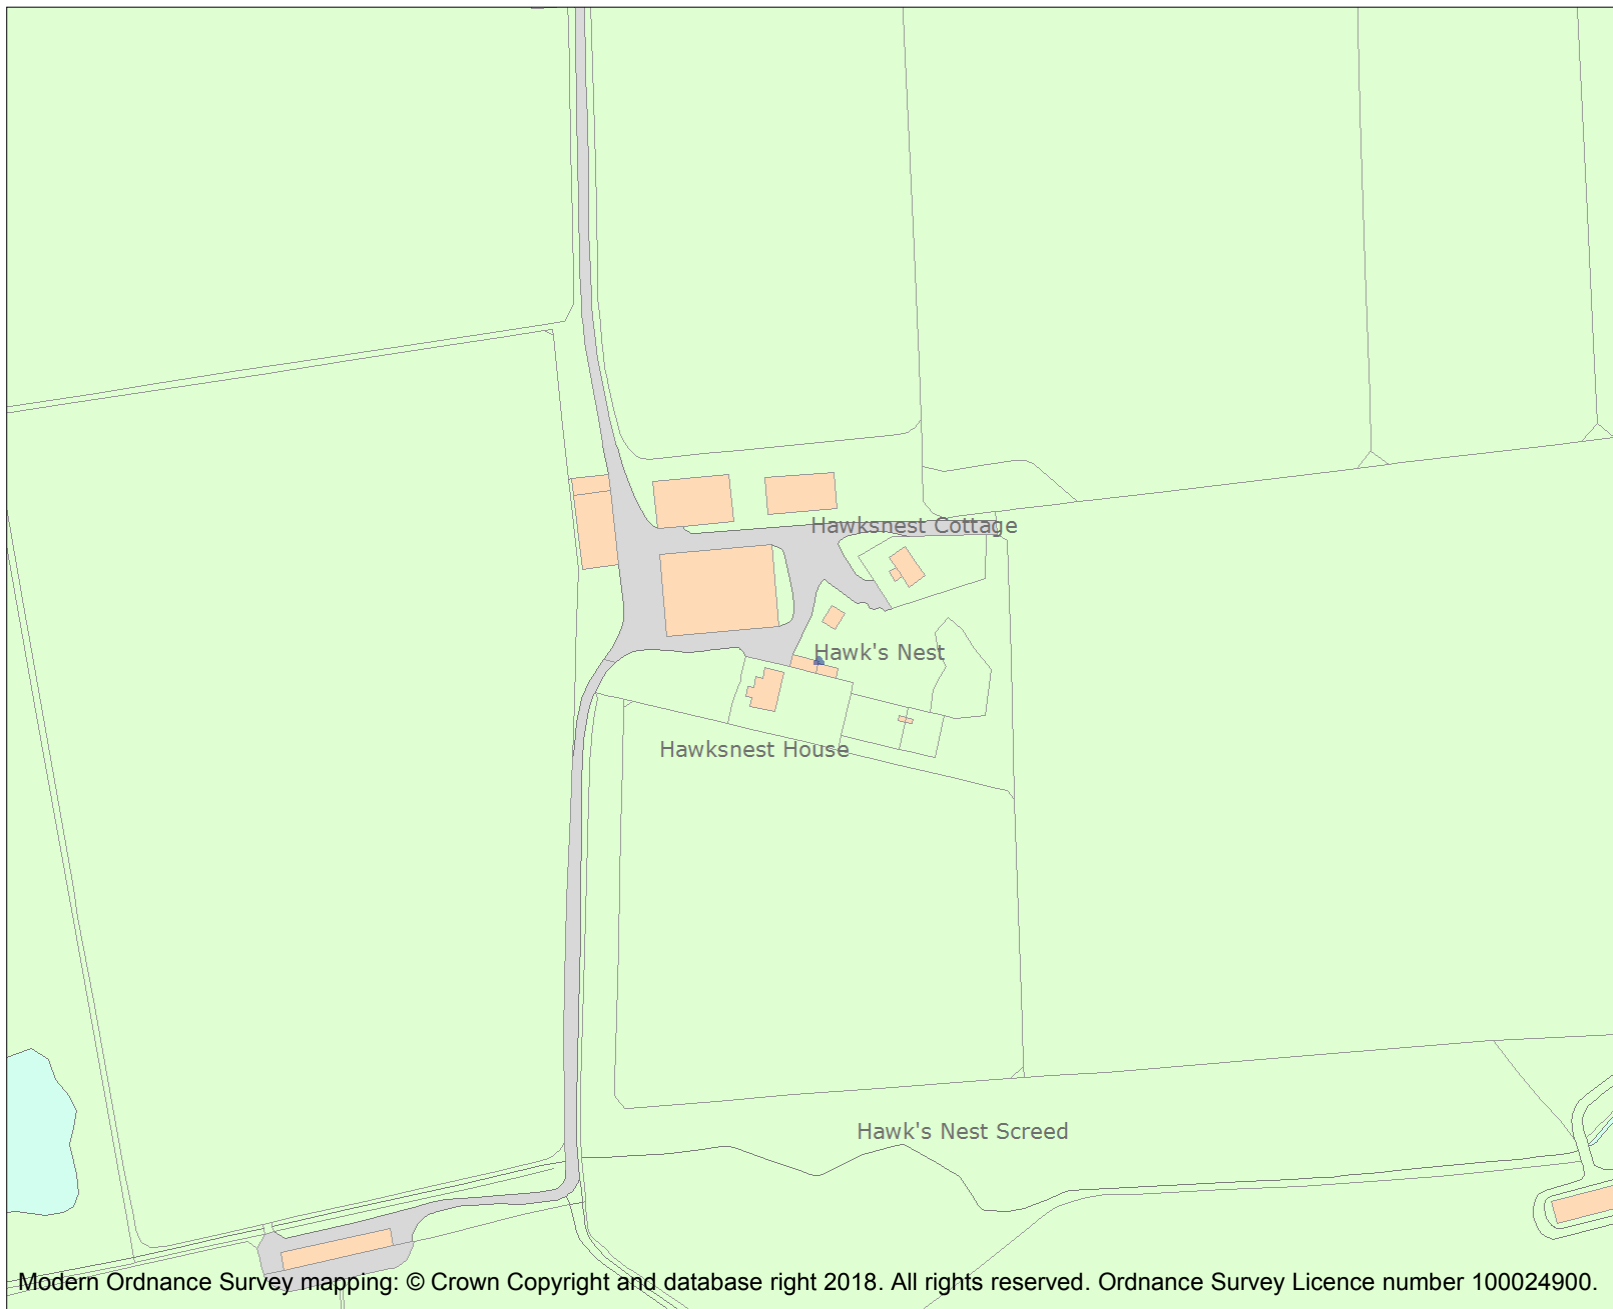 Hawksnest Cottage
Hawk's Nest
Hawksnest House
Hawk's Nest Screed
Modern Ordnance Survey mapping: © Crown Copyright and database right 2018. All rights reserved. Ordnance Survey Licence number 100024900.